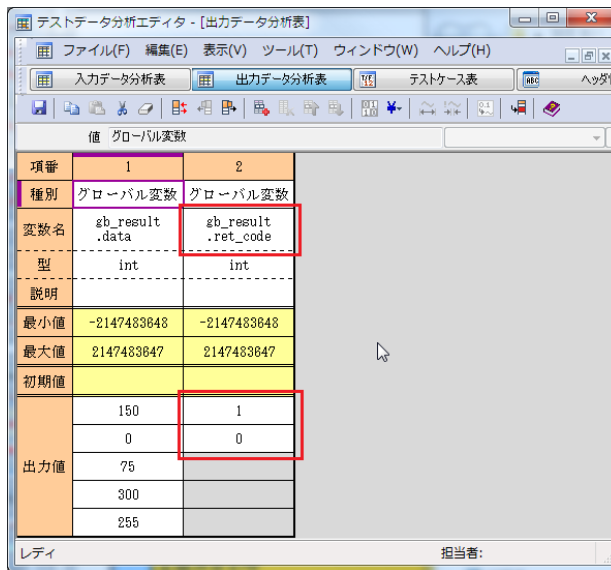 テストデータ分析エディタ - [出力データ分析表]
ファイル(F) 編集(E) 表示(V) ツール(T) ウィンドウ(W) ヘルプ(H)
入力データ分析表 出力データ分析表 テストケース表 ABC ヘッダ
値 グローバル変数
項番 1 2
種別 グローバル変数 グローバル変数
変数名 gb_result .data gb_result .ret_code
型 int int
説明
最小値 -2147483648 -2147483648
最大値 2147483647 2147483647
初期値
出力値 150 1
0 0
75
300
255
レディ 担当者: